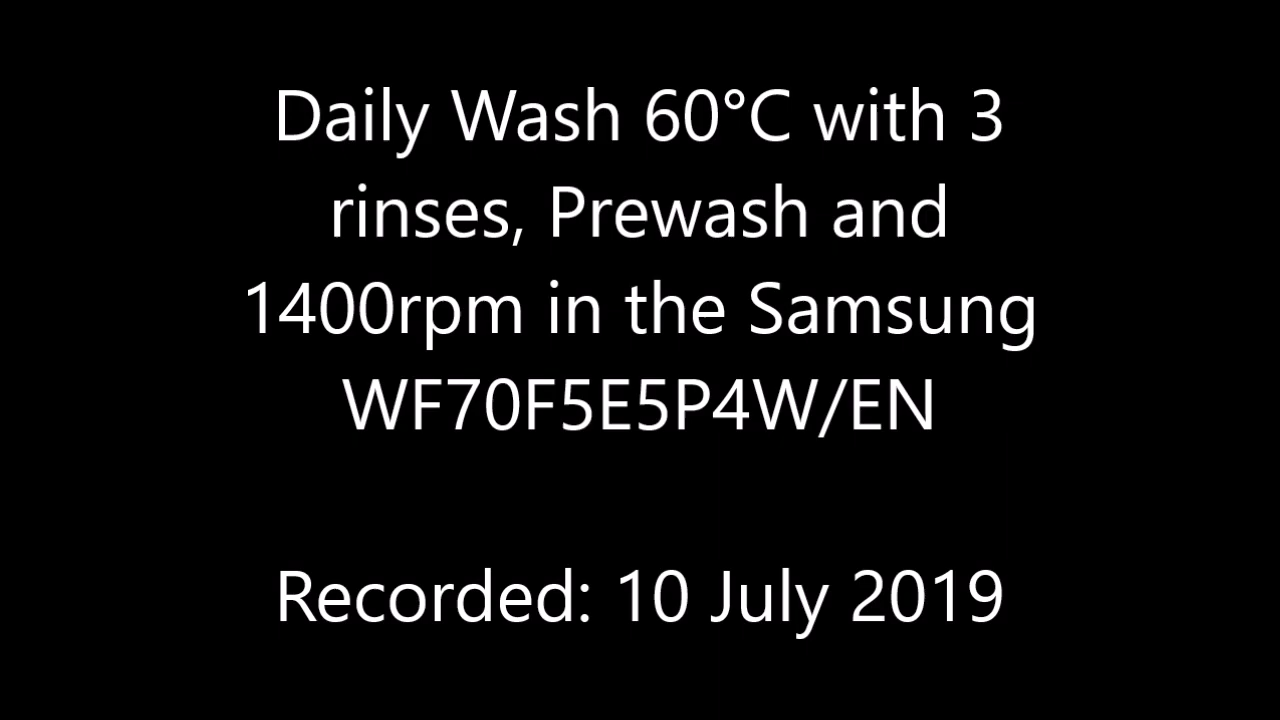 Daily Wash 60°C with 3
rinses, Prewash and
1400rpm in the Samsung
WF70F5E5P4W/EN
Recorded: 10 July 2019